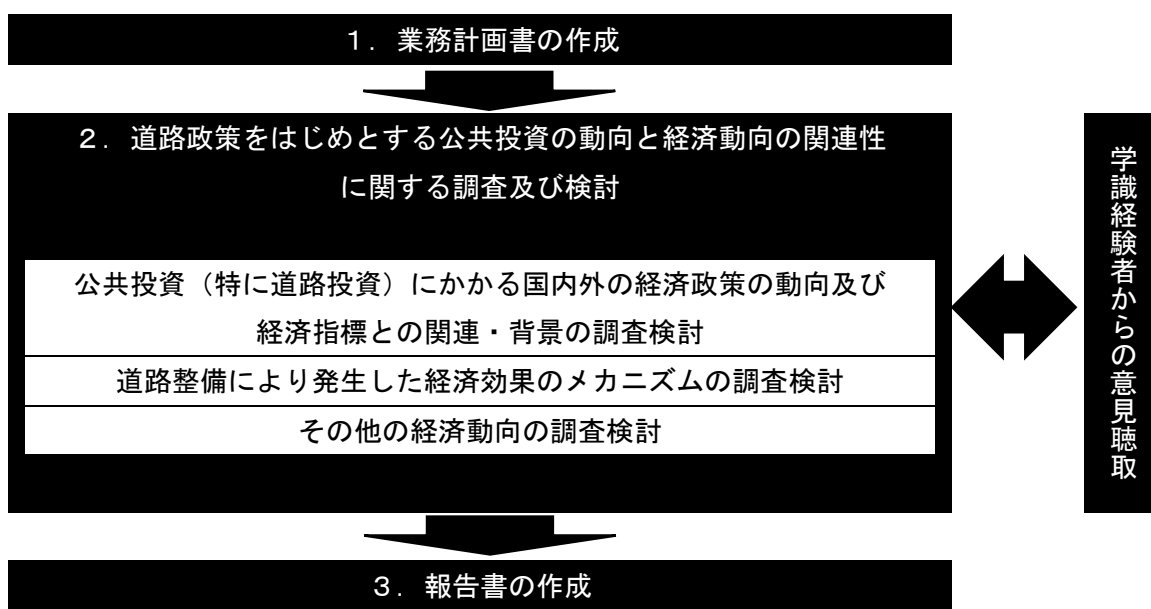 １．業務計画書の作成
２．道路政策をはじめとする公共投資の動向と経済動向の関連性
に関する調査及び検討
公共投資（特に道路投資）にかかる国内外の経済政策の動向及び
経済指標との関連・背景の調査検討
道路整備により発生した経済効果のメカニズムの調査検討
その他の経済動向の調査検討
学識経験者からの意見聴取
３．報告書の作成